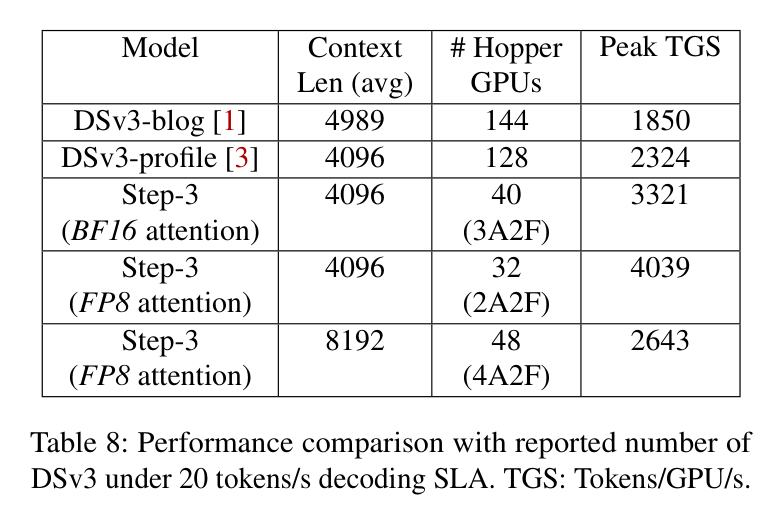 Model Context # Hopper Peak TGS
Len (avg) GPUs
DSv3-blog [1] 4989 144 1850
DSv3-profile [3] 4096 128 2324
Step-3 4096 40 3321
(BF16 attention) (3A2F)
Step-3 4096 32 4039
(FP8 attention) (2A2F)
Step-3 8192 48 2643
(FP8 attention) (4A2F)
Table 8: Performance comparison with reported number of
DSv3 under 20 tokens/s decoding SLA. TGS: Tokens/GPU/s.